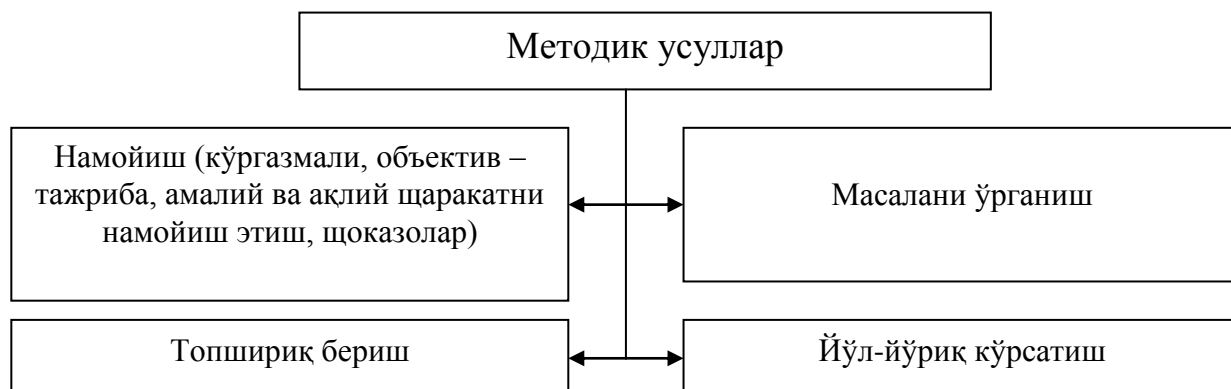 Методик усуллар
Намойиш (кўргазмали, объектив –
тажриба, амалий ва ақлий щаракатни
намойиш этиш, щоказолар)
Масалани ўрганиш
Топшириқ бериш
Йўл-йўриқ кўрсатиш